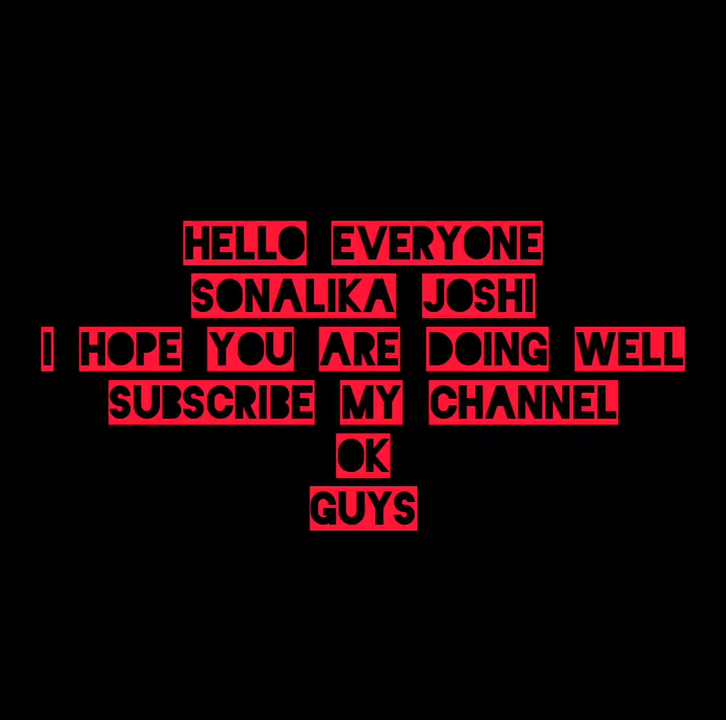 HELLO EVERYONE
SONALIKA JOSHI
I HOPE YOU ARE DOING WELL
SUBSCRIBE MY CHANNEL
OK
GUYS